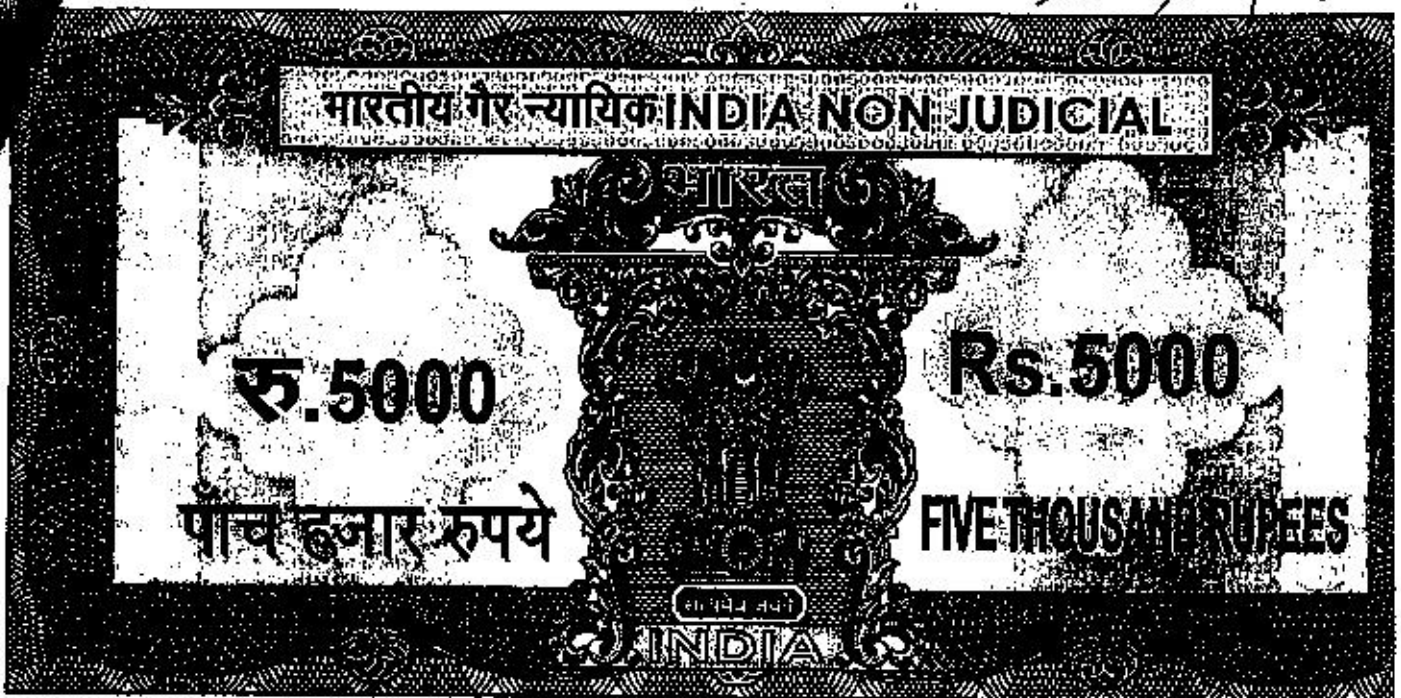 भारतीय गैर न्यायिक INDIA NON JUDICIAL
भारत
रु.5000
Rs.5000
पाँच हजार रुपये
FIVE THOUSAND RUPEES
सत्यमेव जयते
INDIA